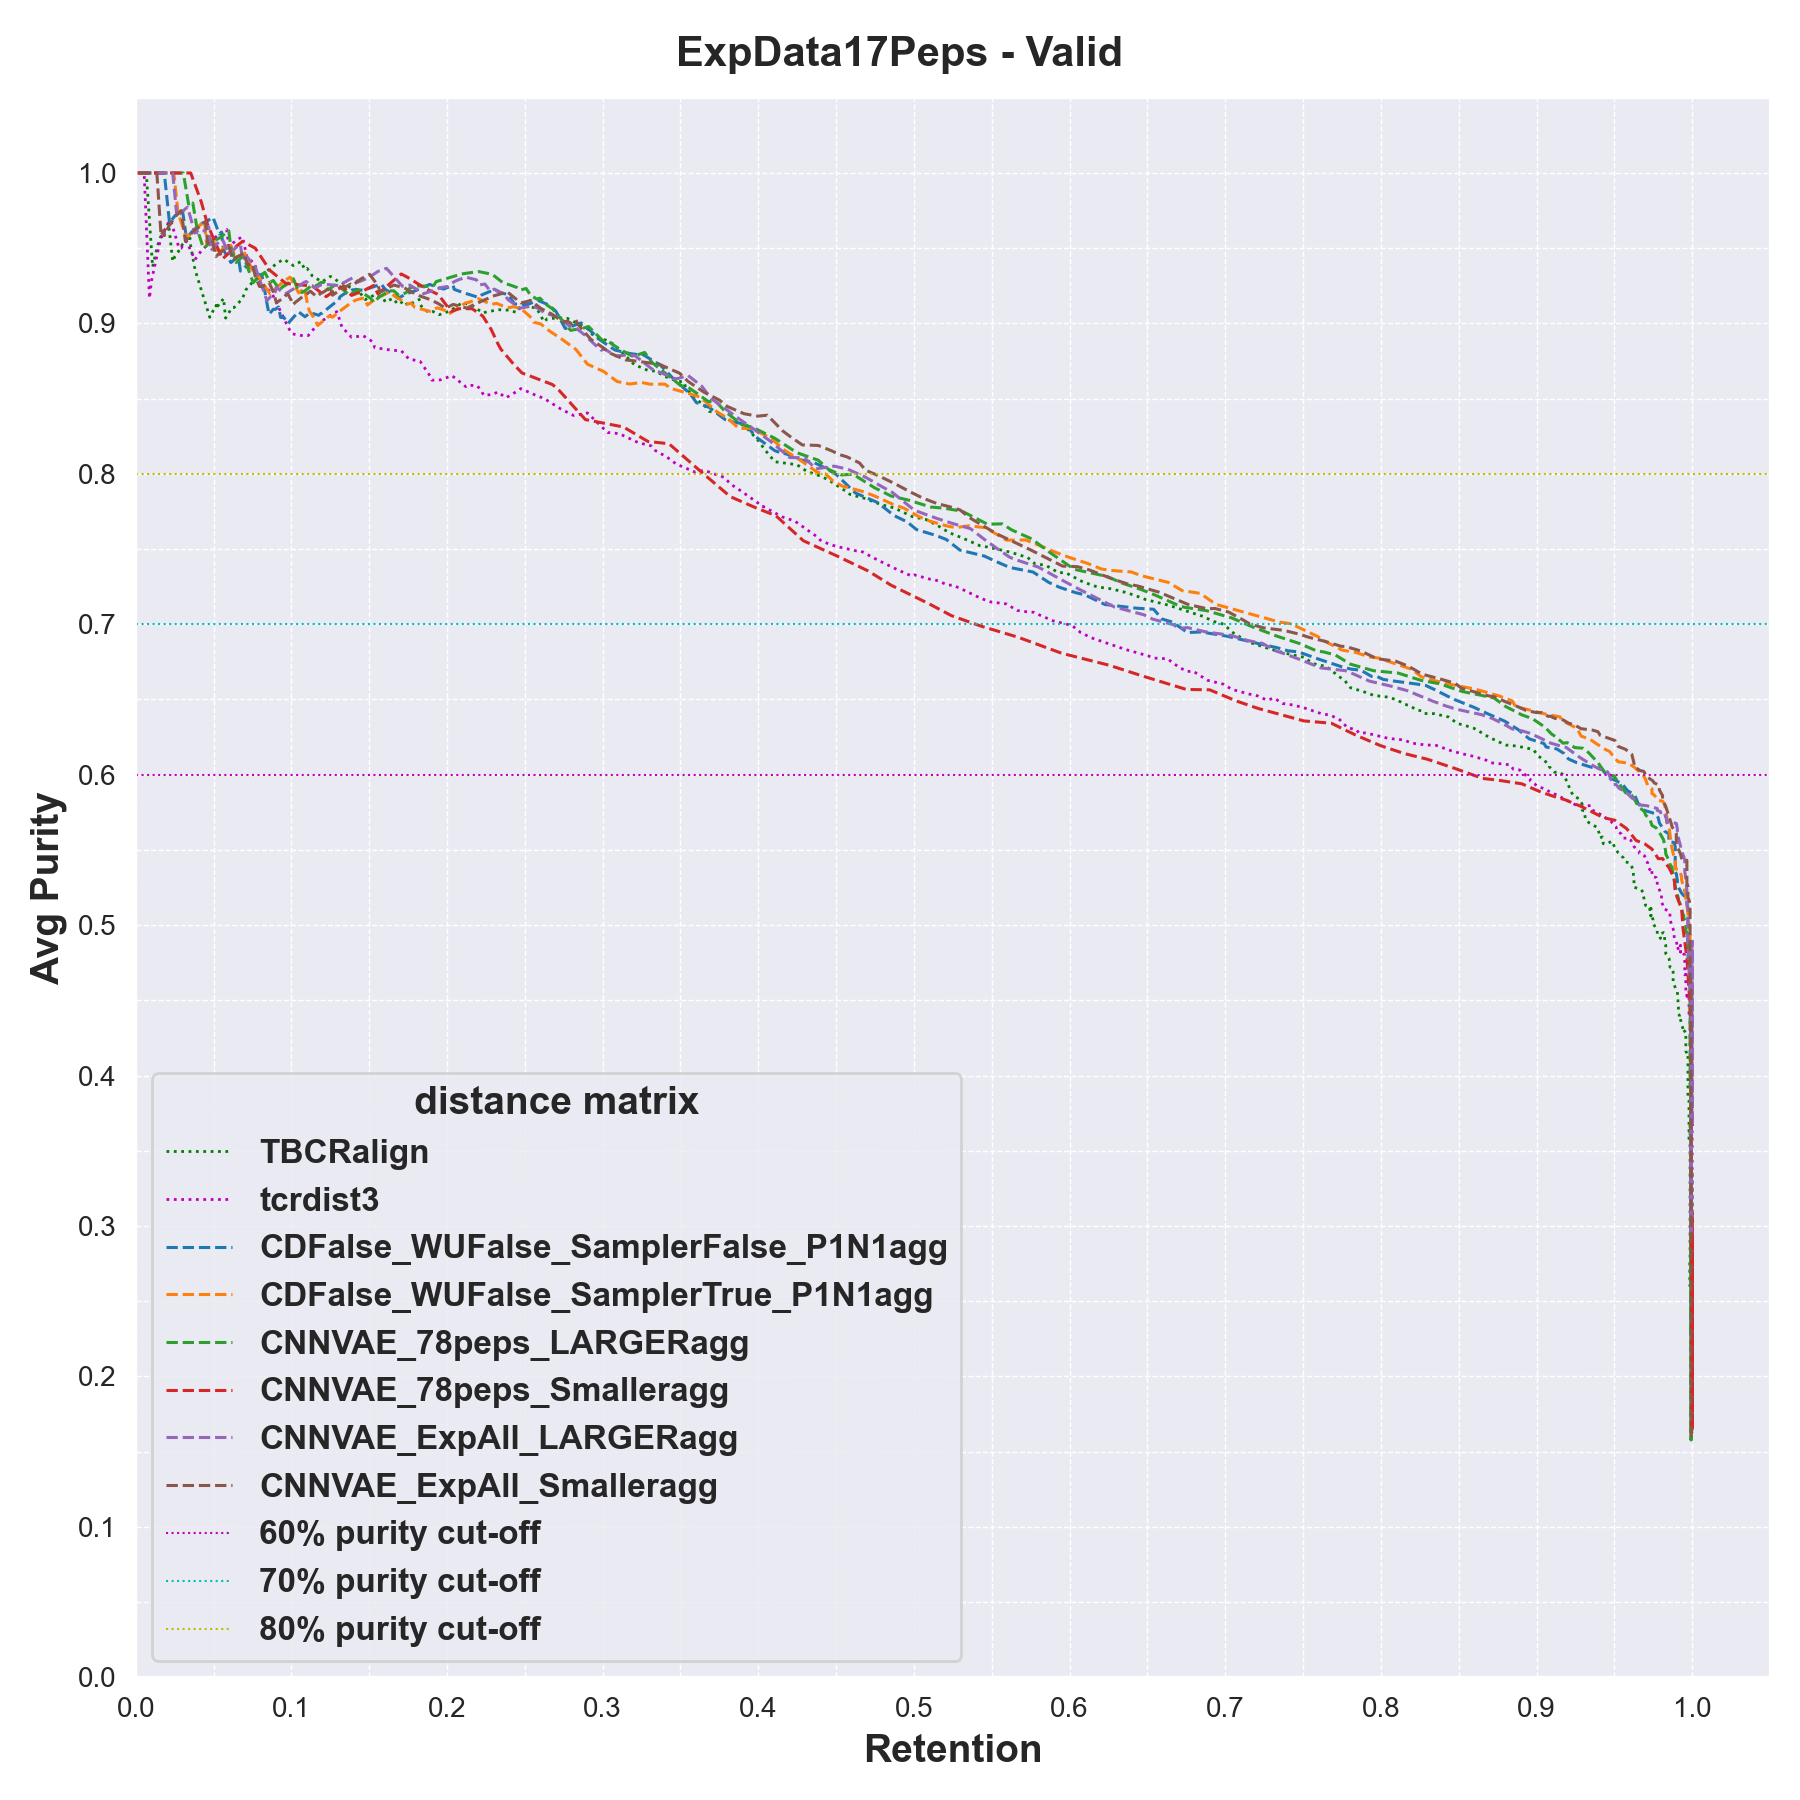 ExpData17Peps - Valid
1.0
0.9
0.8
0.7
0.6
0.5
0.4
0.3
0.2
0.1
0.0
Avg Purity
distance matrix
TBCRalign
tcrdist3
CDFalse_WUFalse_SamplerFalse_P1N1agg
CDFalse_WUFalse_SamplerTrue_P1N1agg
CNNVAE_78peps_LARGERagg
CNNVAE_78peps_Smalleragg
CNNVAE_ExpAll_LARGERagg
CNNVAE_ExpAll_Smalleragg
60% purity cut-off
70% purity cut-off
80% purity cut-off
0.0 0.1 0.2 0.3 0.4 0.5 0.6 0.7 0.8 0.9 1.0
Retention